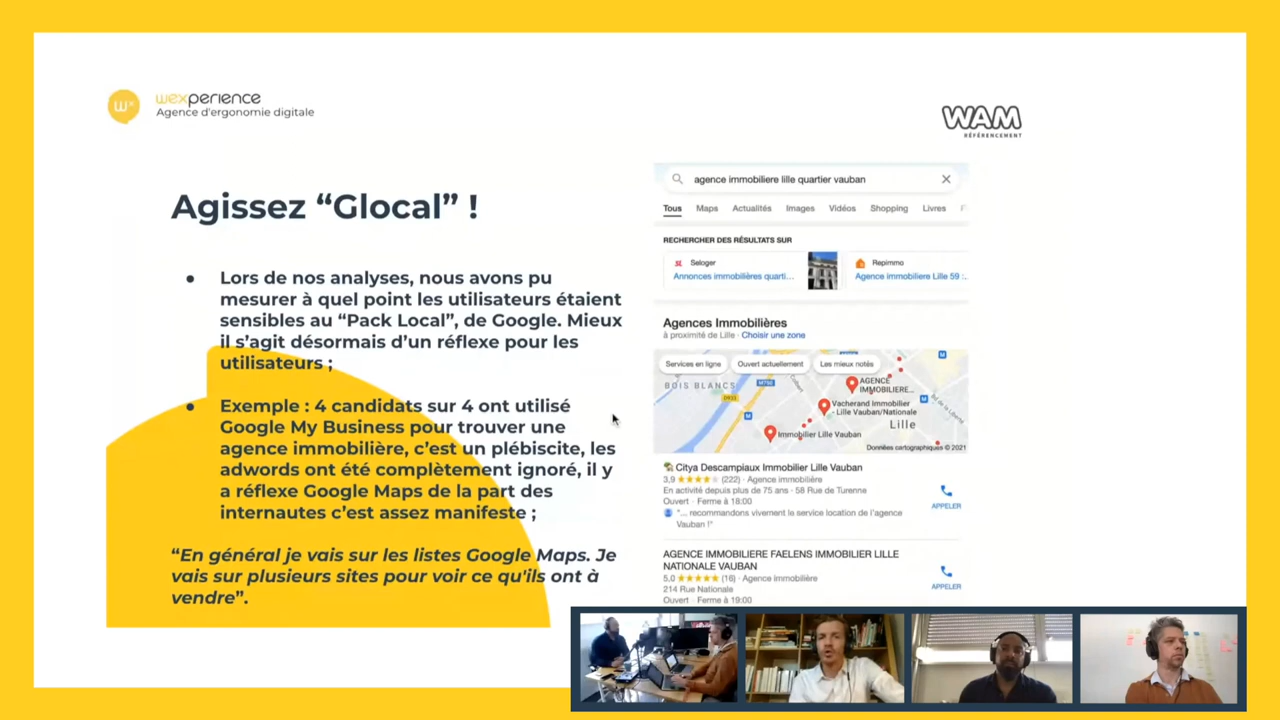 wexperience
Agence d'ergonomie digitale
WAM
RÉFÉRENCEMENT
Agissez “Glocal” !
● Lors de nos analyses, nous avons pu
mesurer à quel point les utilisateurs étaient
sensibles au “Pack Local”, de Google. Mieux
il s’agit désormais d’un réflexe pour les
utilisateurs ;
● Exemple : 4 candidats sur 4 ont utilisé
Google My Business pour trouver une
agence immobilière, c’est un plébiscite, les
adwords ont été complètement ignoré, il y
a réflexe Google Maps de la part des
internautes c’est assez manifeste ;
“En général je vais sur les listes Google Maps. Je
vais sur plusieurs sites pour voir ce qu'ils ont à
vendre”.
agence immobiliere lille quartier vauban
Tous Maps Actualités Images Vidéos Shopping Livres
RECHERCHER DES RÉSULTATS SUR
Seloger
Annonces immobilières quarti...
Repimmo
Agence immobiliere Lille 59 :..
Agences Immobilières
à proximité de Lille · Choisir une zone
Services en ligne Ouvert actuellement Les mieux notés
BOIS BLANCS
M750
D933
AGENCE
IMMOBILIERE...
Vacherand Immobilier
- Lille Vauban/Nationale
Lille
Immobilier Lille Vauban
Bd de la Liberté
Données cartographiques © 2021
Citya Descampiaux Immobilier Lille Vauban
3,9 ★★★★★ (222) · Agence immobilière
En activité depuis plus de 75 ans · 58 Rue de Turenne
Ouvert · Ferme à 18:00
"... recommandons vivement le service location de l'agence
Vauban !"
APPELER
AGENCE IMMOBILIERE FAELENS IMMOBILIER LILLE
NATIONALE VAUBAN
5,0 ★★★★★ (16) · Agence immobilière
214 Rue Nationale
Ouvert · Ferme à 19:00
APPELER